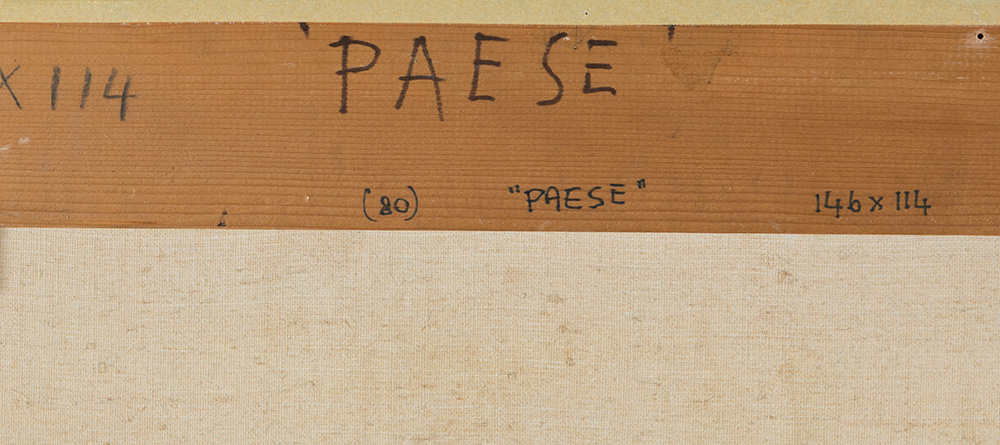 X 114 'PAESE'
(80) "PAESE" 146 x 114